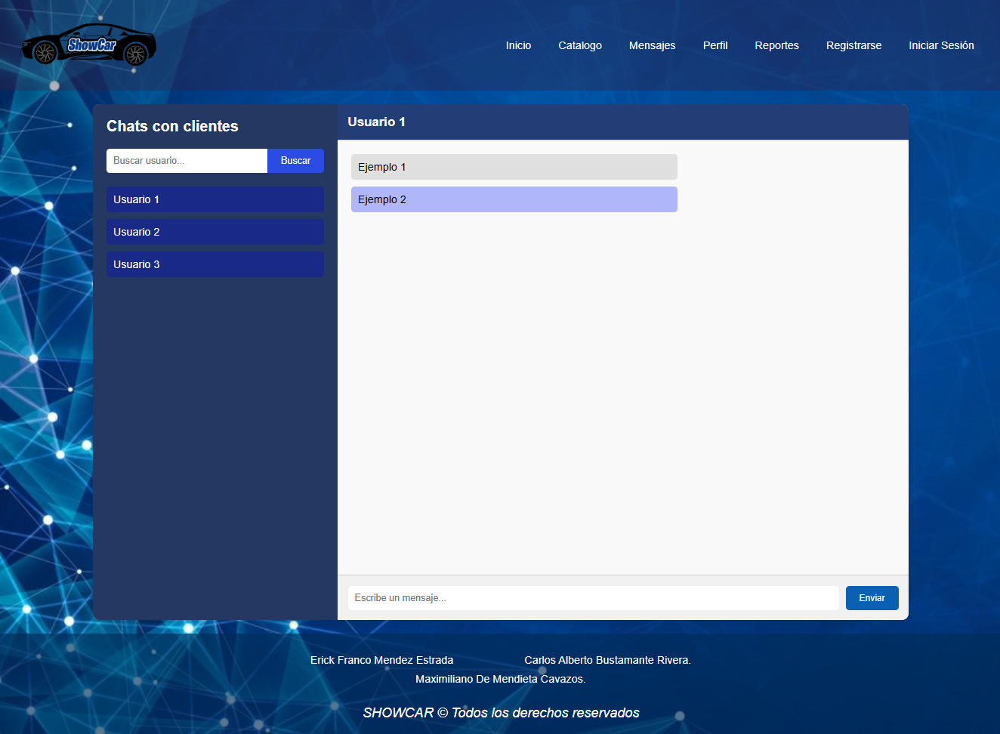 ShowCar
Inicio Catalogo Mensajes Perfil Reportes Registrarse Iniciar Sesión
Chats con clientes
Buscar usuario... Buscar
Usuario 1
Usuario 2
Usuario 3
Usuario 1
Ejemplo 1
Ejemplo 2
Escribe un mensaje... Enviar
Erick Franco Mendez Estrada Carlos Alberto Bustamante Rivera.
Maximiliano De Mendieta Cavazos.
SHOWCAR © Todos los derechos reservados